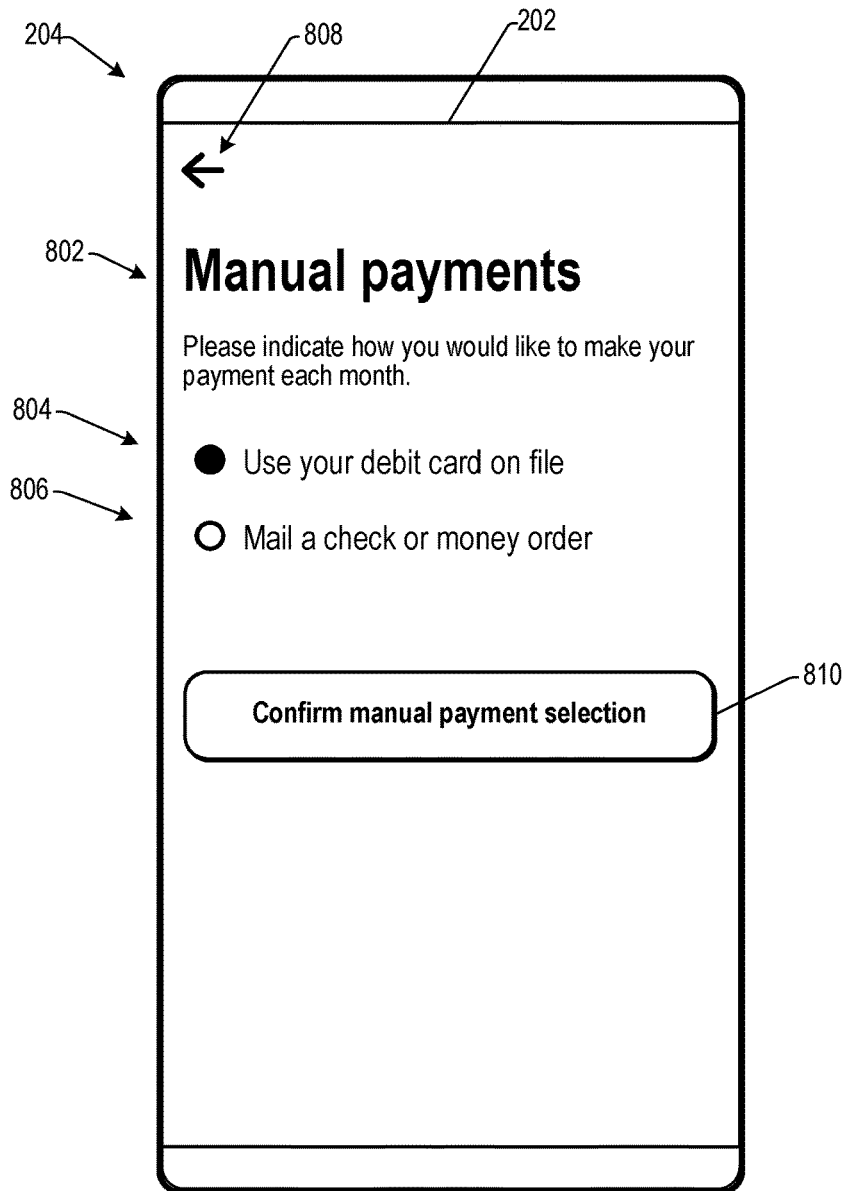 204
808
202
802
Manual payments
Please indicate how you would like to make your
payment each month.
804
Use your debit card on file
806
Mail a check or money order
810
Confirm manual payment selection